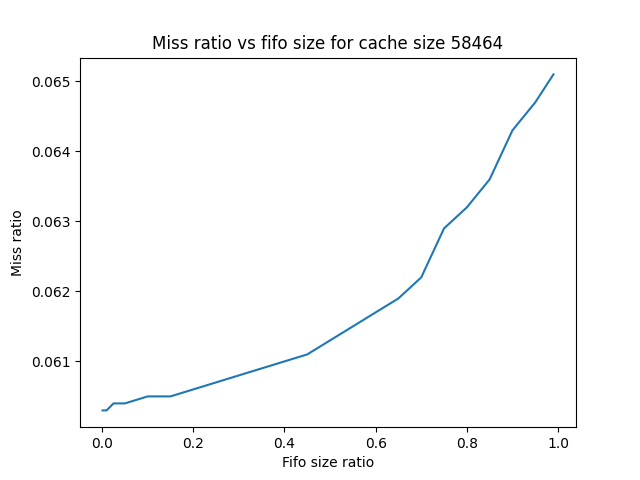 Miss ratio vs fifo size for cache size 58464
0.065
0.064
0.063
0.062
0.061
Miss ratio
0.0 0.2 0.4 0.6 0.8 1.0
Fifo size ratio